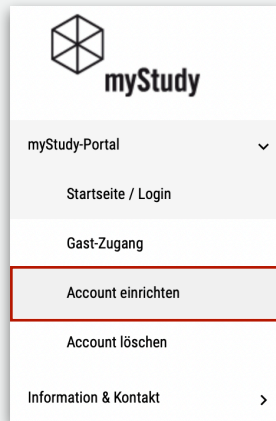 myStudy
myStudy-Portal
Startseite / Login
Gast-Zugang
Account einrichten
Account löschen
Information & Kontakt